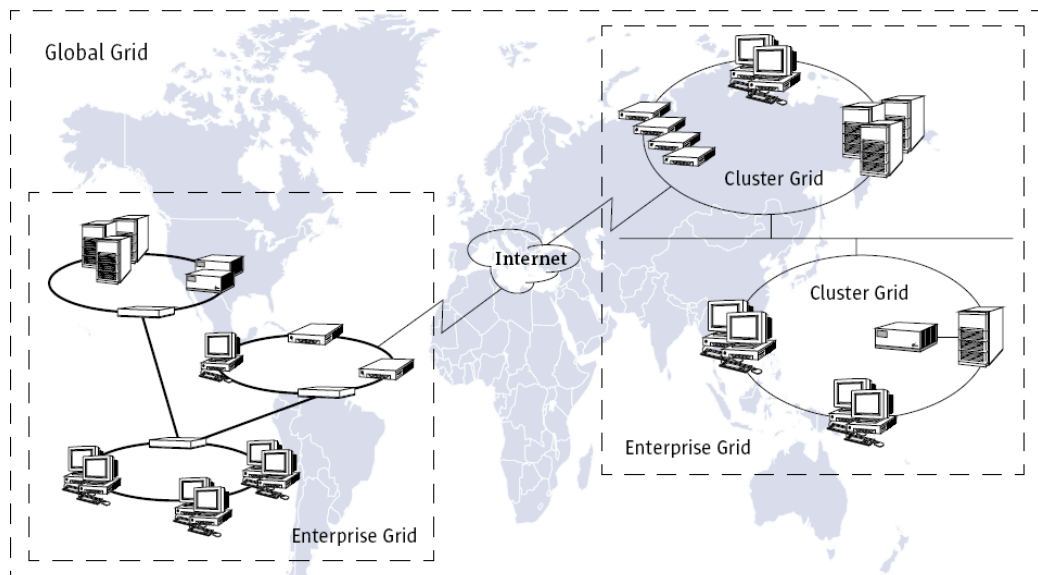 Global Grid
Cluster Grid
Internet
Cluster Grid
Enterprise Grid
Enterprise Grid